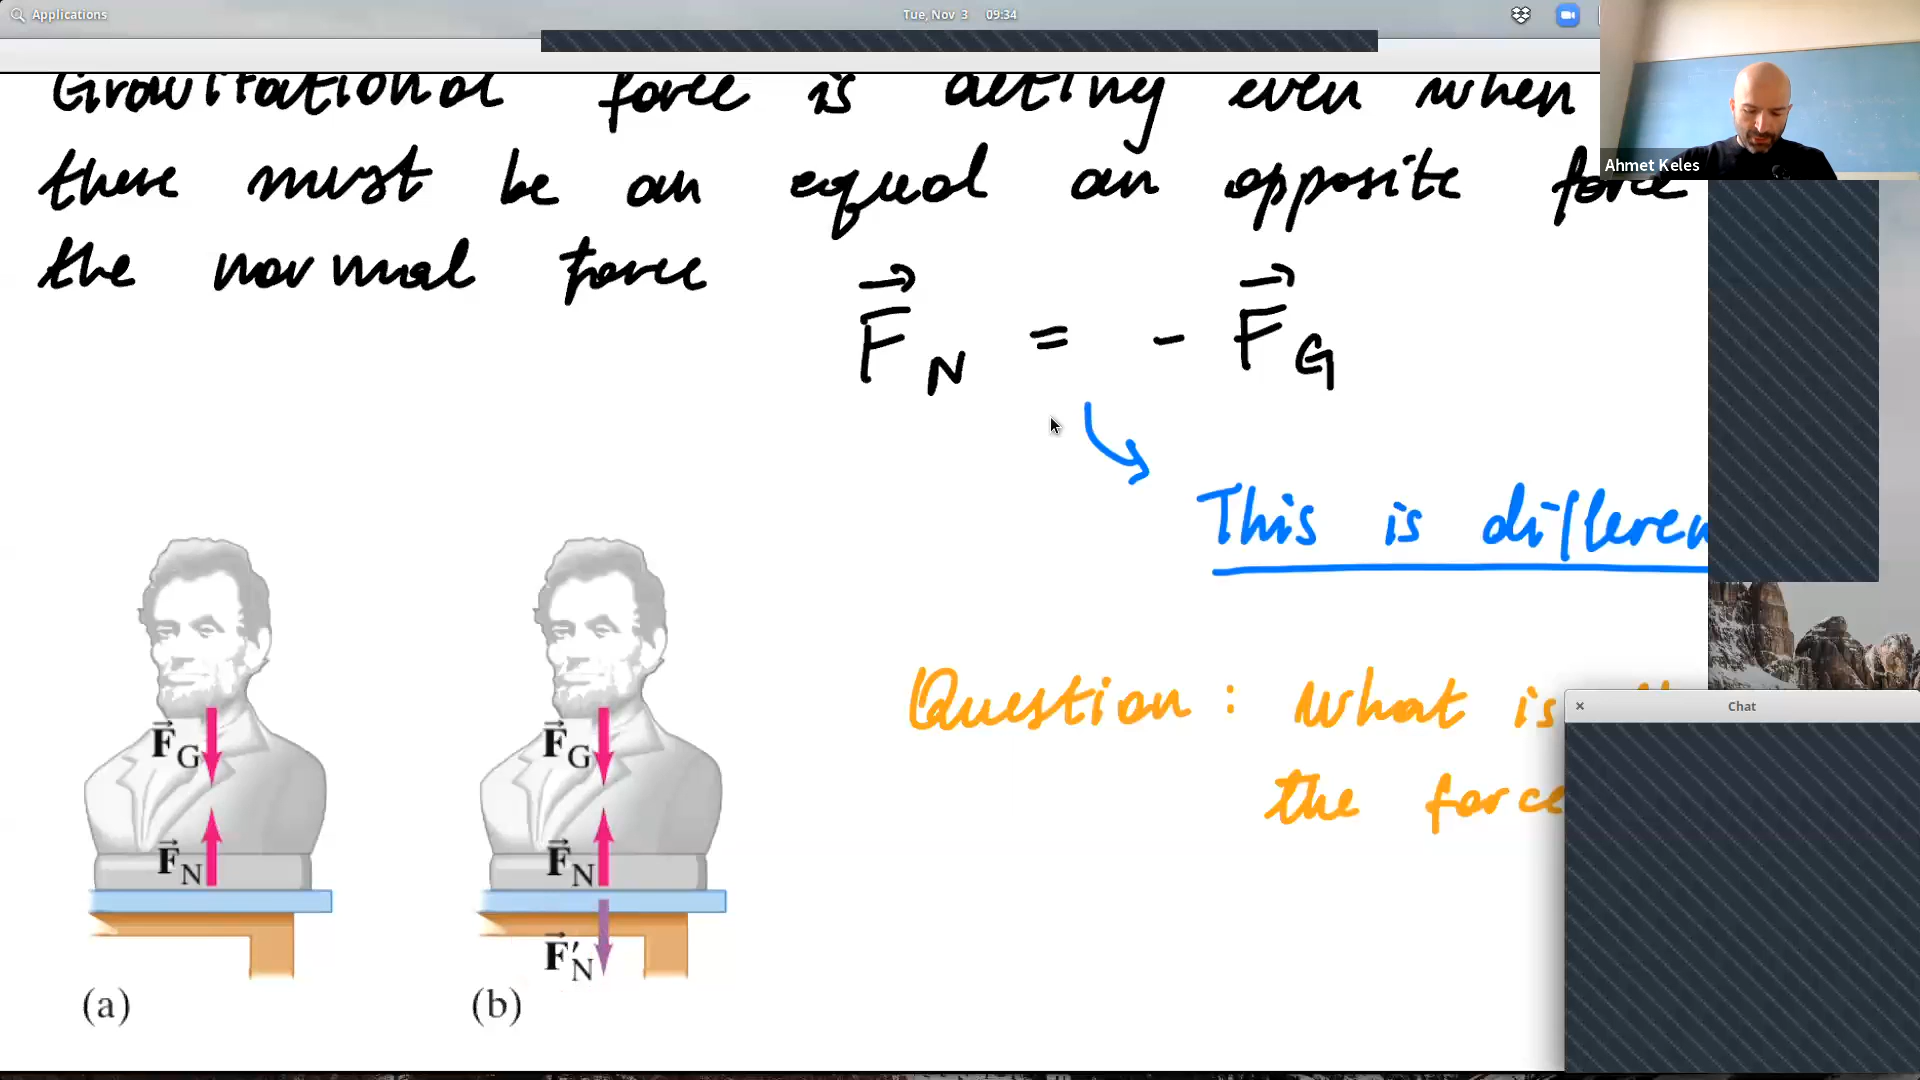 Applications
Tue, Nov 3 09:34
Gravitational force is acting even when
there must be an equal an opposite force
the normal force
F N = - F G
This is differen
Question : What is
the force
Ahmet Keles
Chat
F G
F N
(a)
F G
F N
F′ N
(b)